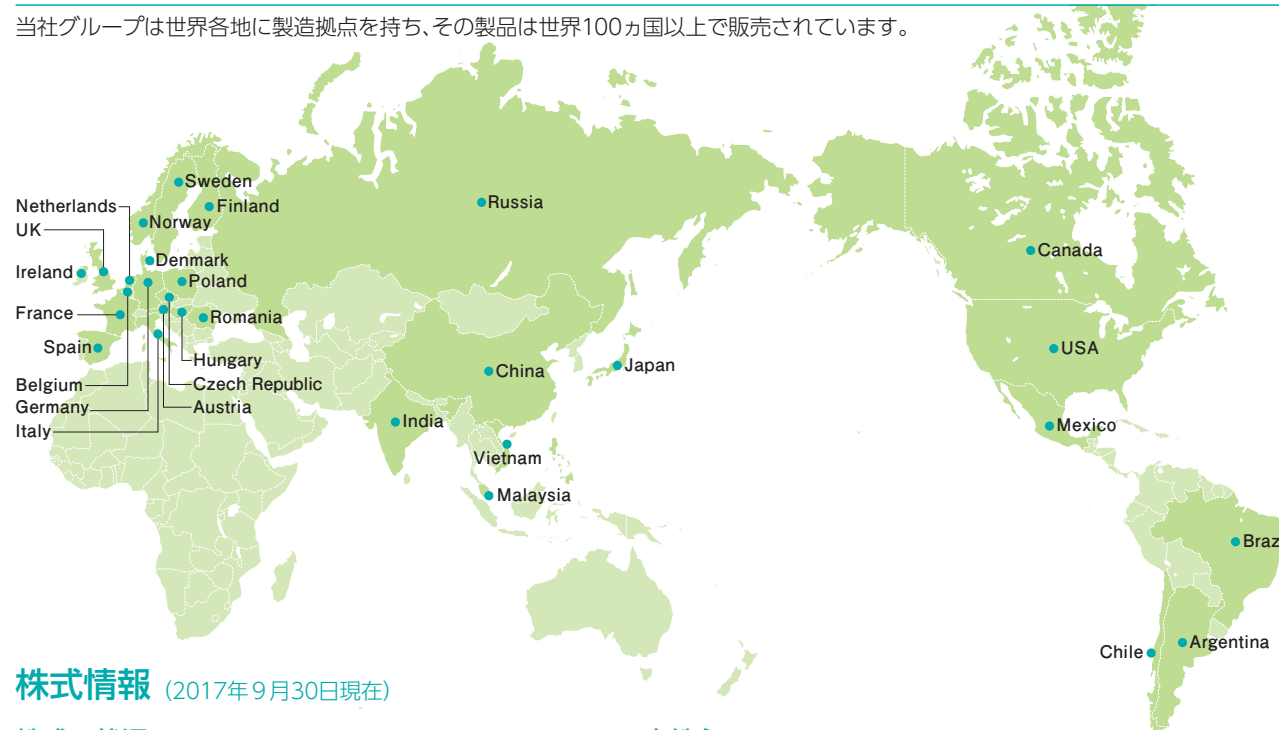 当社グループは世界各地に製造拠点を持ち、その製品は世界100ヵ国以上で販売されています。
Sweden
Netherlands
Finland
Russia
UK
Norway
Canada
Ireland
Denmark
Poland
France
Romania
Spain
Hungary
USA
Japan
China
Belgium
Czech Republic
Germany
Austria
Italy
India
Mexico
Vietnam
Malaysia
Braz
Chile
Argentina
株式情報 (2017年9月30日現在)